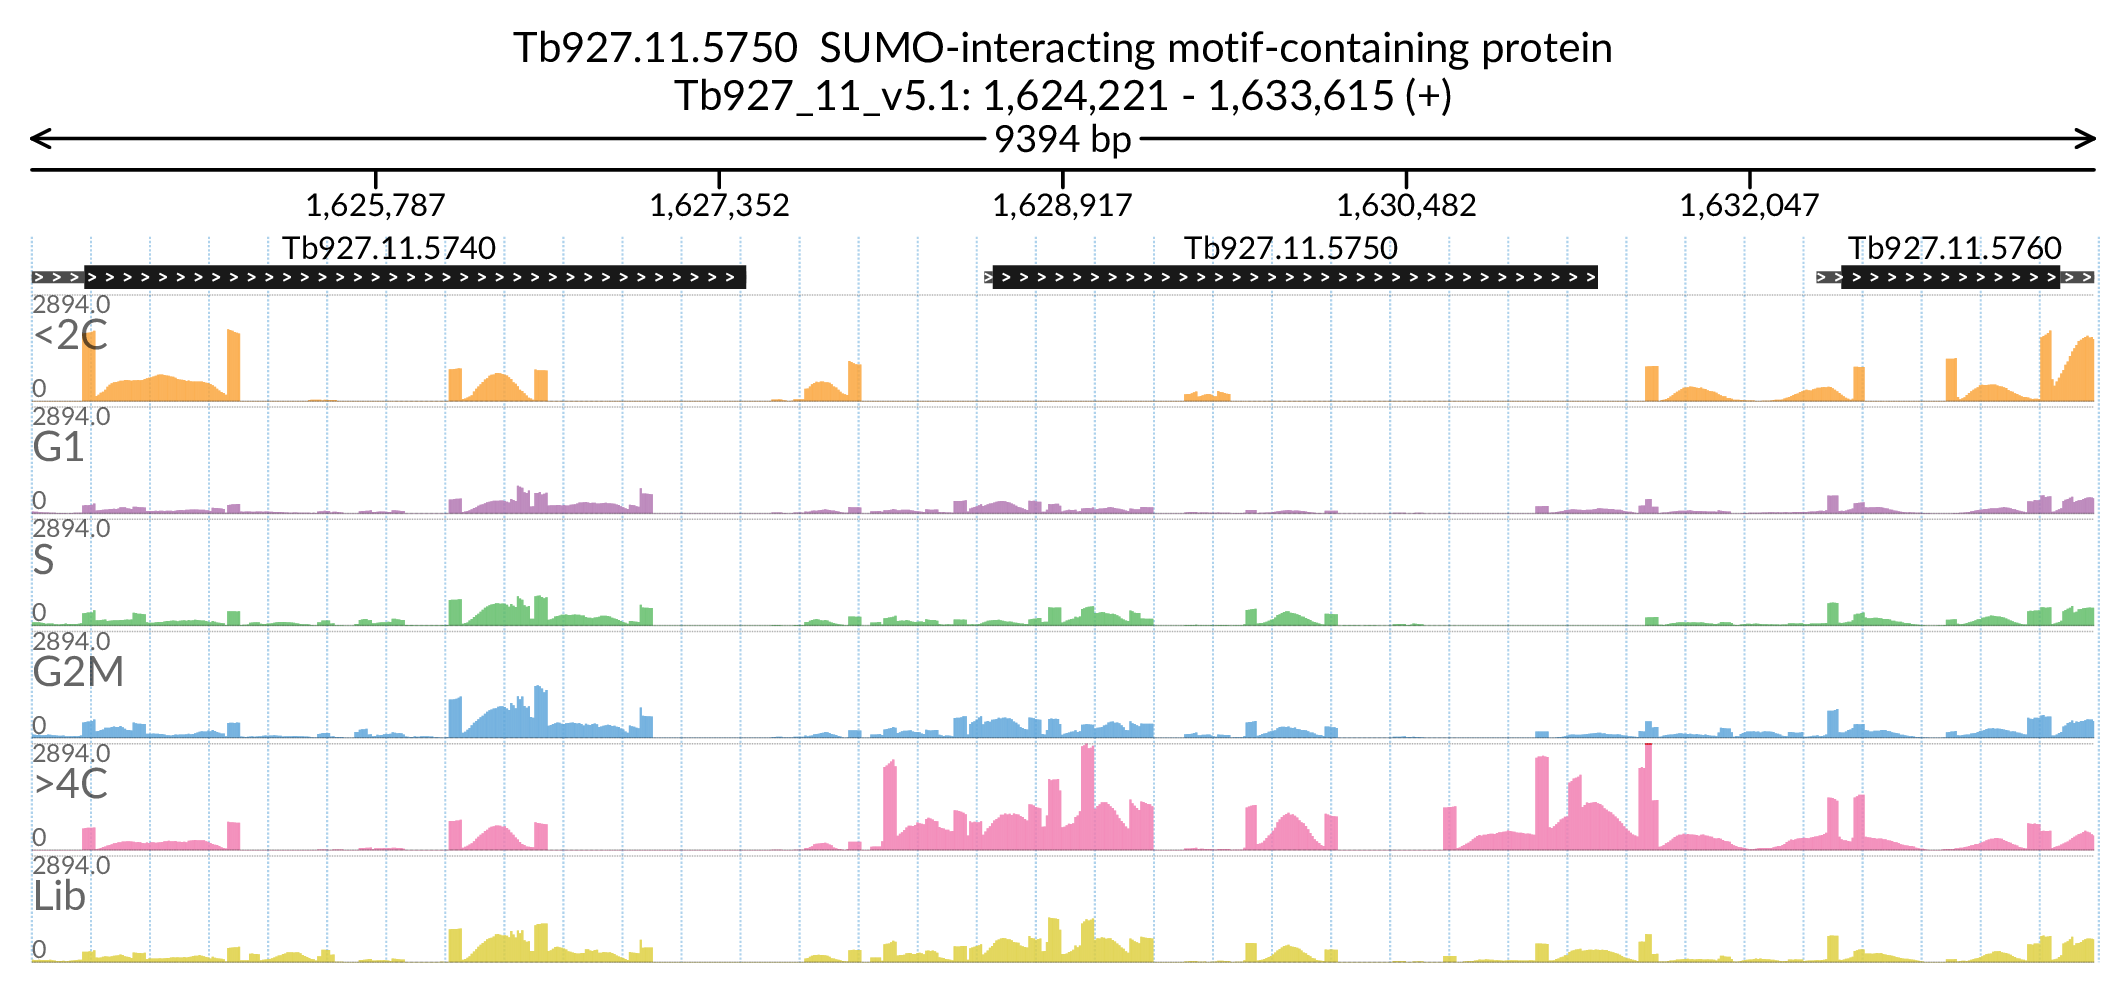 Tb927.11.5750 SUMO-interacting motif-containing protein
Tb927_11_v5.1: 1,624,221 - 1,633,615 (+)
9394 bp
1,625,787 1,627,352 1,628,917 1,630,482 1,632,047
Tb927.11.5740 Tb927.11.5750 Tb927.11.5760
2894.0
<2C
0
2894.0
G1
0
2894.0
S
0
2894.0
G2M
0
2894.0
>4C
0
2894.0
Lib
0